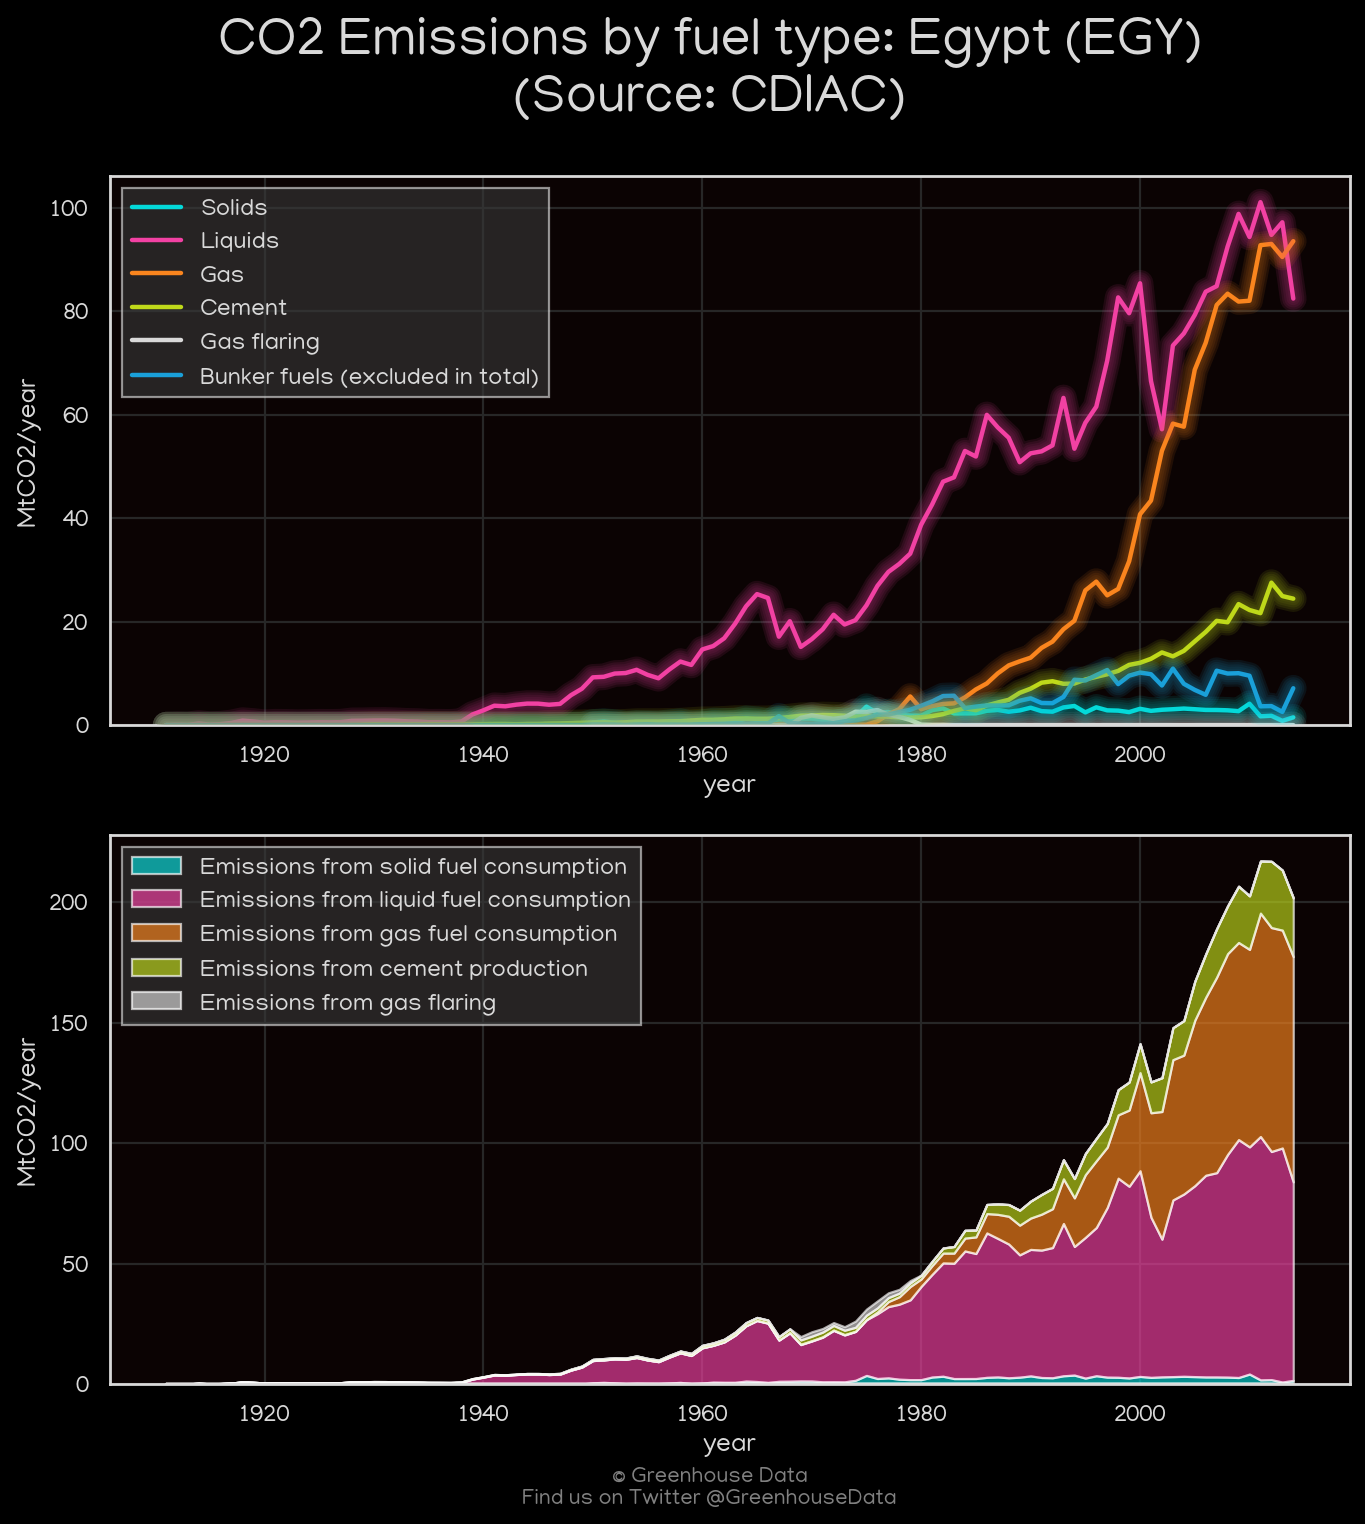 CO2 Emissions by fuel type: Egypt (EGY)
(Source: CDIAC)
Solids
Liquids
Gas
Cement
Gas flaring
Bunker fuels (excluded in total)
MtCO2/year
100
80
60
40
20
0
1920 1940 1960 1980 2000
year
Emissions from solid fuel consumption
Emissions from liquid fuel consumption
Emissions from gas fuel consumption
Emissions from cement production
Emissions from gas flaring
MtCO2/year
200
150
100
50
0
1920 1940 1960 1980 2000
year
© Greenhouse Data
Find us on Twitter @GreenhouseData